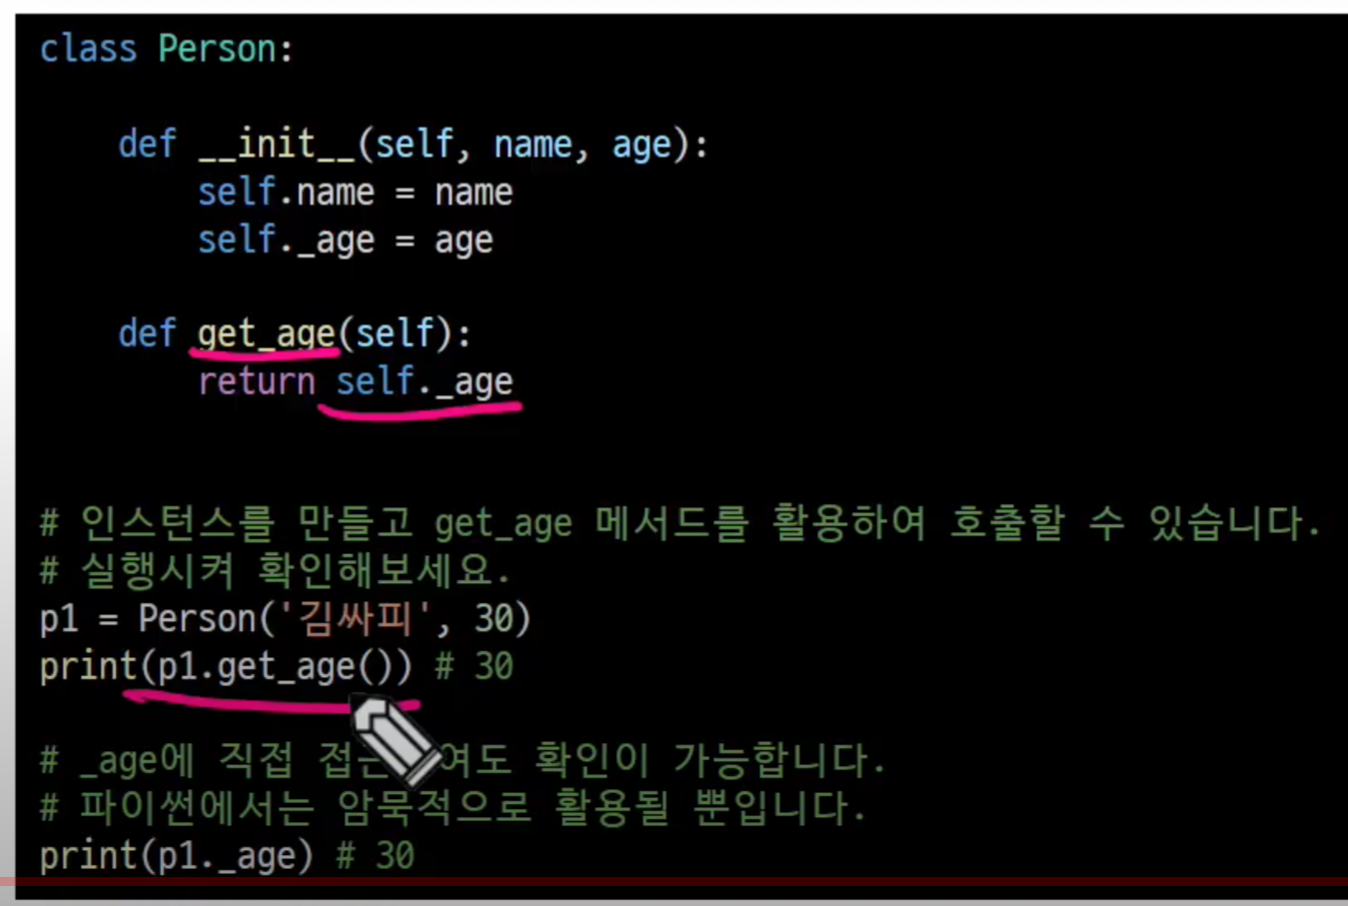 class Person:
def __init__(self, name, age):
self.name = name
self._age = age
def get_age(self):
return self._age
# 인스턴스를 만들고 get_age 메서드를 활용하여 호출할 수 있습니다.
# 실행시켜 확인해보세요.
p1 = Person('김싸피', 30)
print(p1.get_age()) # 30
# _age에 직접 여도 확인이 가능합니다.
# 파이썬에서는 암묵적으로 활용될 뿐입니다.
print(p1._age) # 30